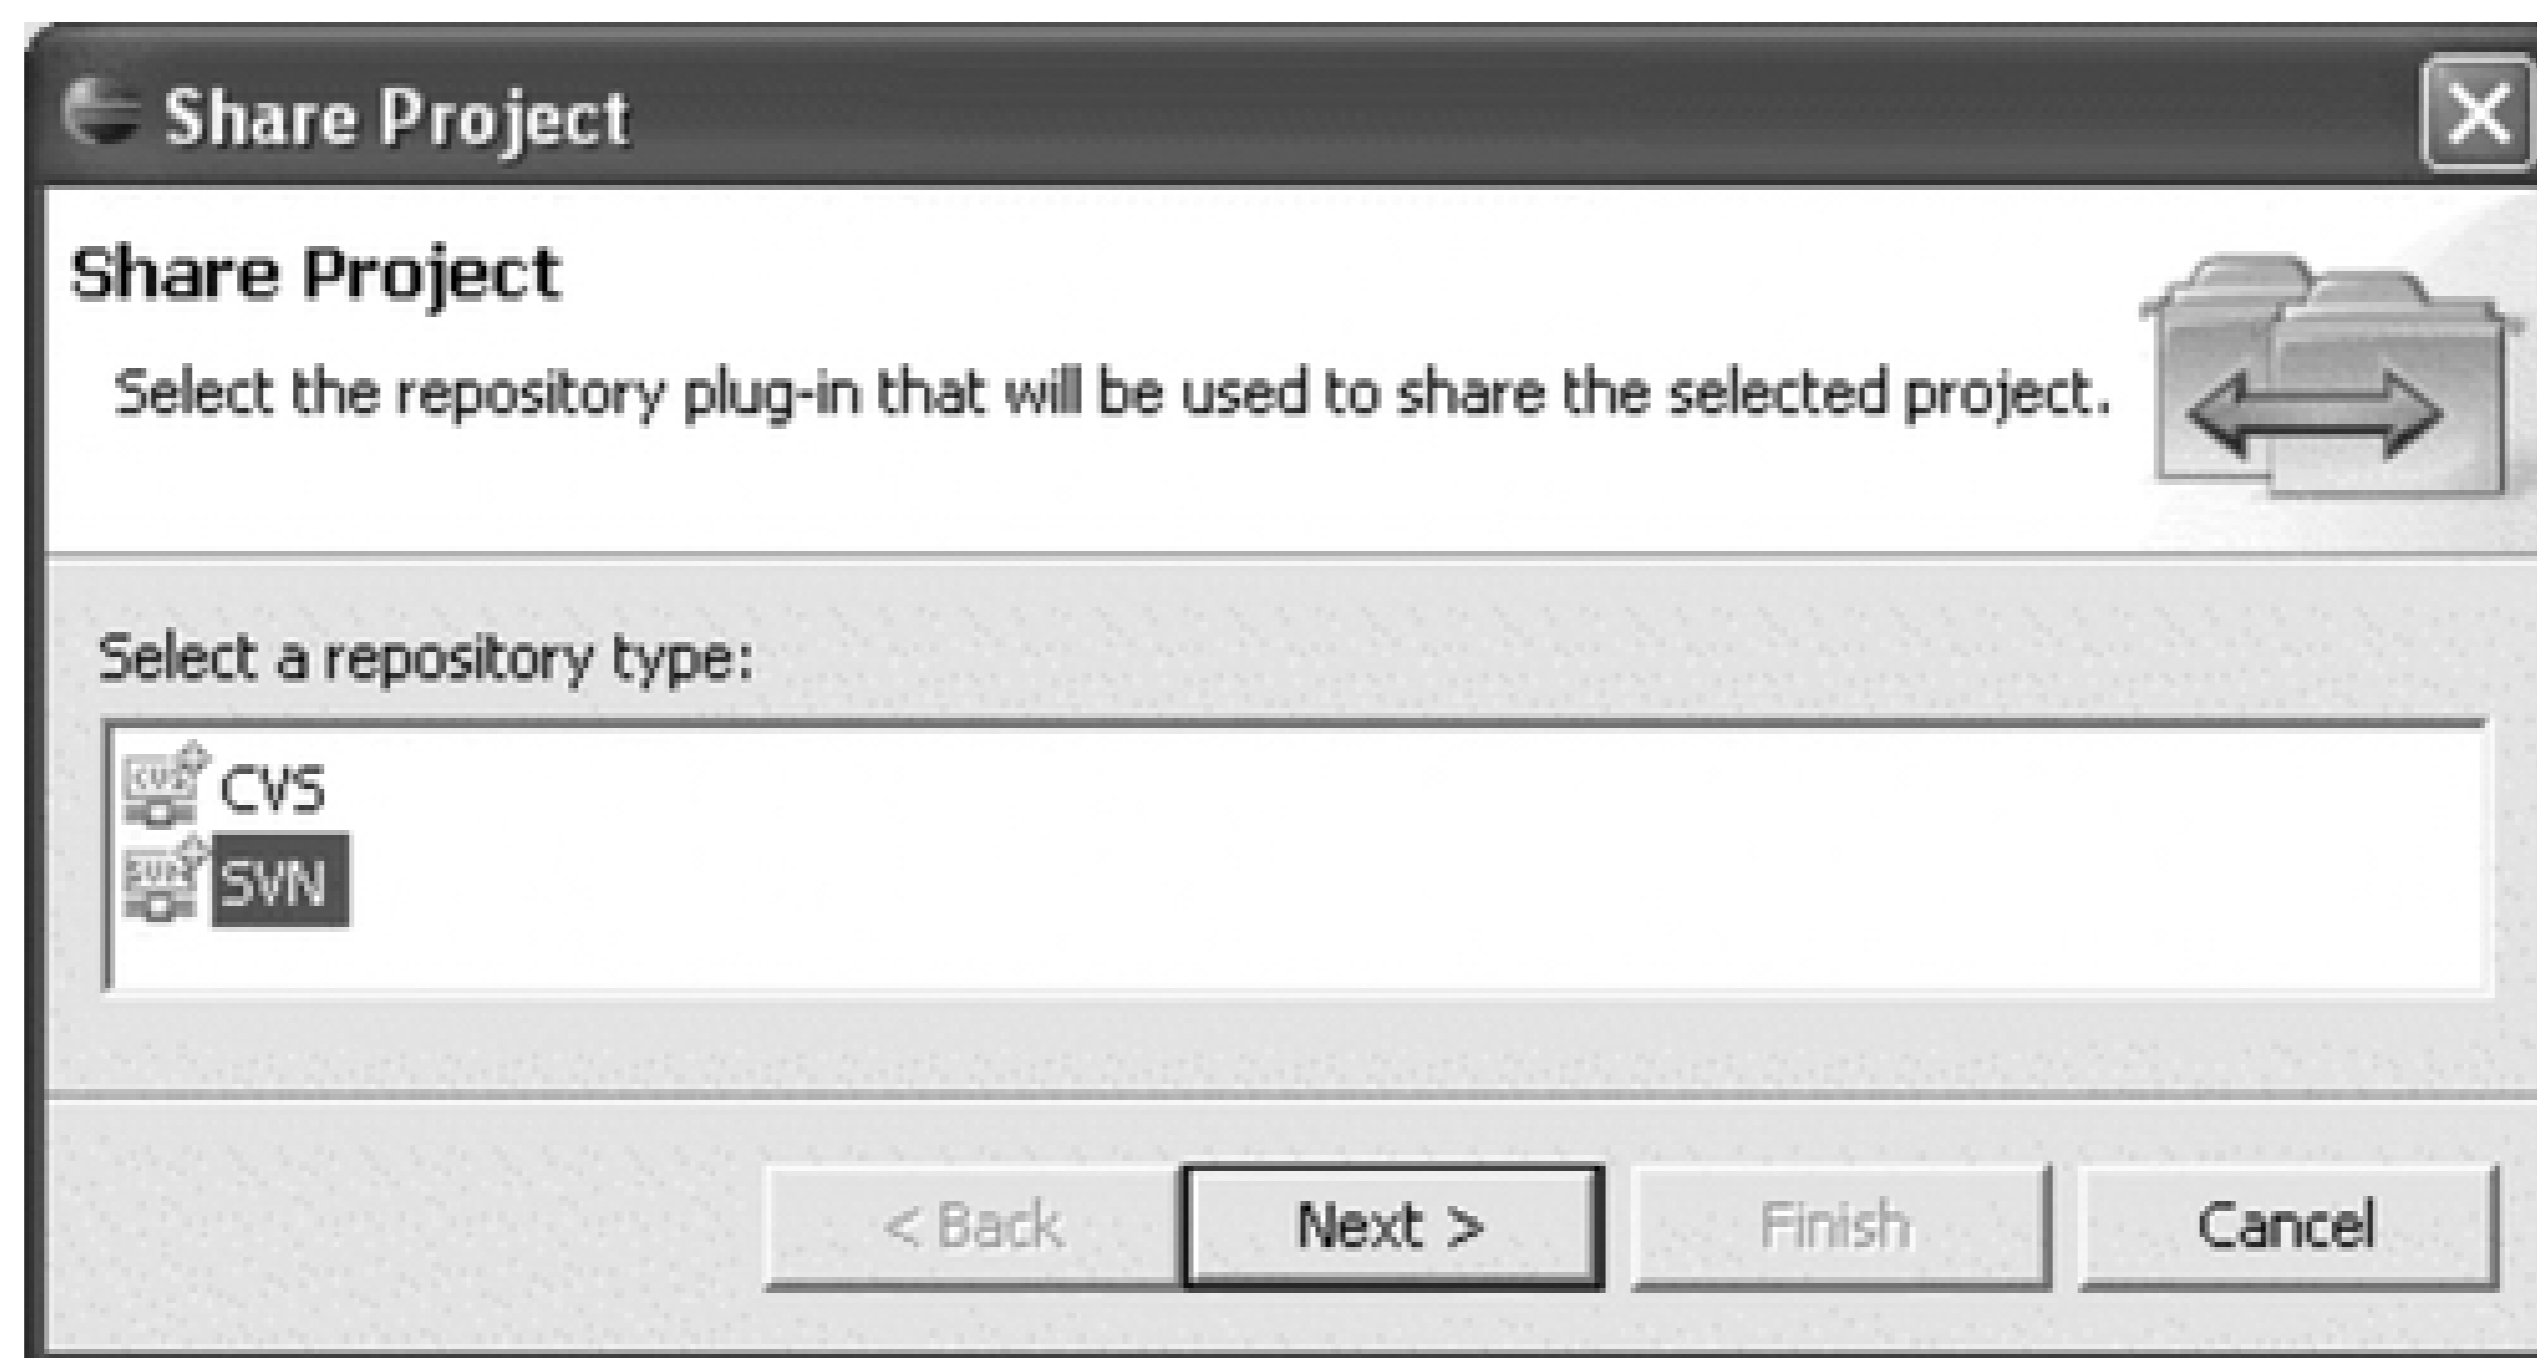 Share Project
Share Project
Select the repository plug-in that will be used to share the selected project.
Select a repository type:
CVS
SVN
< Back Next > Finish Cancel